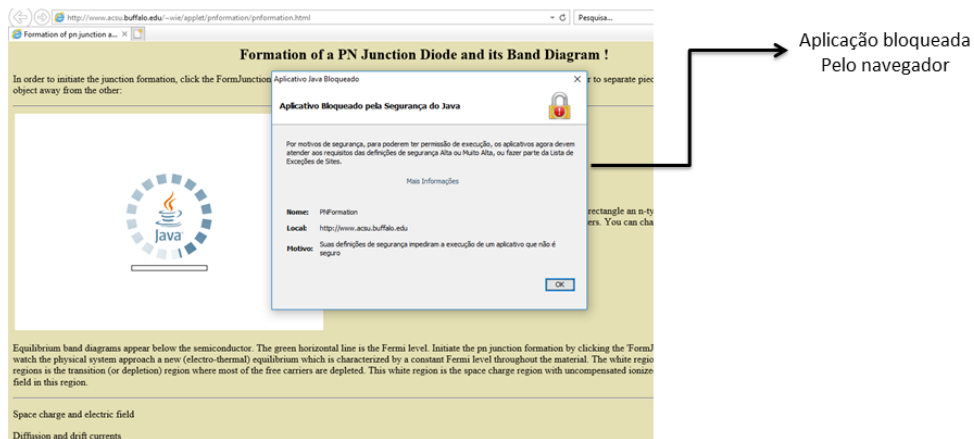 http://www.acsu.buffalo.edu/~wie/applet/pnformation/pnformation.html
Pesquisa...
Formation of pn junction a...
Formation of a PN Junction Diode and its Band Diagram !
In order to initiate the junction formation, click the FormJunction
r to separate piec
object away from the other:
Aplicativo Java Bloqueado
Aplicativo Bloqueado pela Segurança do Java
Por motivos de segurança, para poderem ter permissão de execução, os aplicativos agora devem
atender aos requisitos das definições de segurança Alta ou Muito Alta, ou fazer parte da Lista de
Exceções de Sites.
Mais Informações
Nome: PNFormation
Local: http://www.acsu.buffalo.edu
Motivo: Suas definições de segurança impediram a execução de um aplicativo que não é
seguro
OK
Java
rectangle an n-ty
ers. You can cha
Equilibrium band diagrams appear below the semiconductor. The green horizontal line is the Fermi level. Initiate the pn junction formation by clicking the 'FormJ
watch the physical system approach a new (electro-thermal) equilibrium which is characterized by a constant Fermi level throughout the material. The white regio
regions is the transition (or depletion) region where most of the free carriers are depleted. This white region is the space charge region with uncompensated ionize
field in this region.
Space charge and electric field
Diffusion and drift currents
Aplicação bloqueada
Pelo navegador